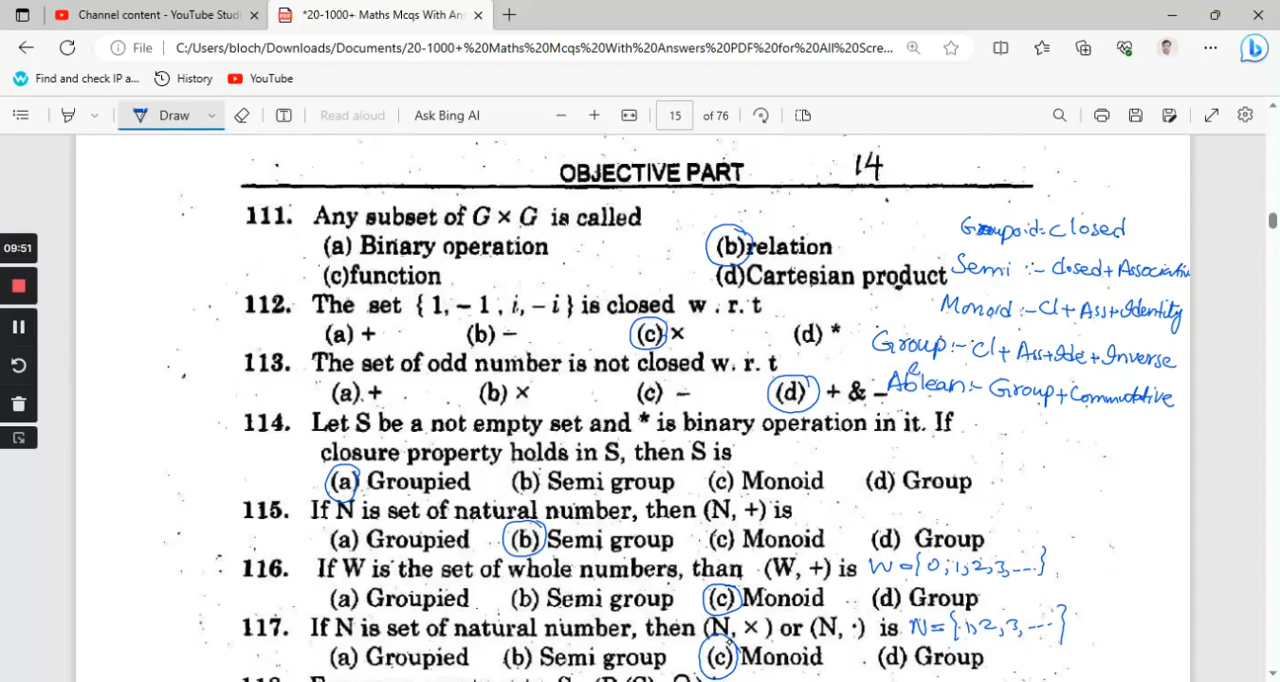 Channel content - YouTube Stud
*20-1000+ Maths Mcqs With Ans
File
C:/Users/bloch/Downloads/Documents/20-1000+%20Maths%20Mcqs%20With%20Answers%20PDF%20for%20All%20Scre...
Find and check IP a...
History
YouTube
Draw
Read aloud
Ask Bing AI
15 of 76
09:51
OBJECTIVE PART 14
111. Any subset of G × G is called
(a) Binary operation (b) relation
(c)function (d)Cartesian product
112. The set { 1, – 1 , i, – i } is closed w . r. t
(a) + (b) – (c) × (d) *
113. The set of odd number is not closed w. r. t
(a) + (b) × (c) – (d) + & –
114. Let S be a not empty set and * is binary operation in it. If
closure property holds in S, then S is
(a) Groupied (b) Semi group (c) Monoid (d) Group
115. If N is set of natural number, then (N, +) is
(a) Groupied (b) Semi group (c) Monoid (d) Group
116. If W is the set of whole numbers, than (W, +) is W={0,1,2,3,...}
(a) Groupied (b) Semi group (c) Monoid (d) Group
117. If N is set of natural number, then (N, × ) or (N, ·) is N={1,2,3,...}
(a) Groupied (b) Semi group (c) Monoid (d) Group
Groupoid:- closed
Semi :- closed + Associativ
Monoid :- Cl + Ass + Identity
Group :- Cl + Ass + Ide + Inverse
Abelean :- Group + Commutative